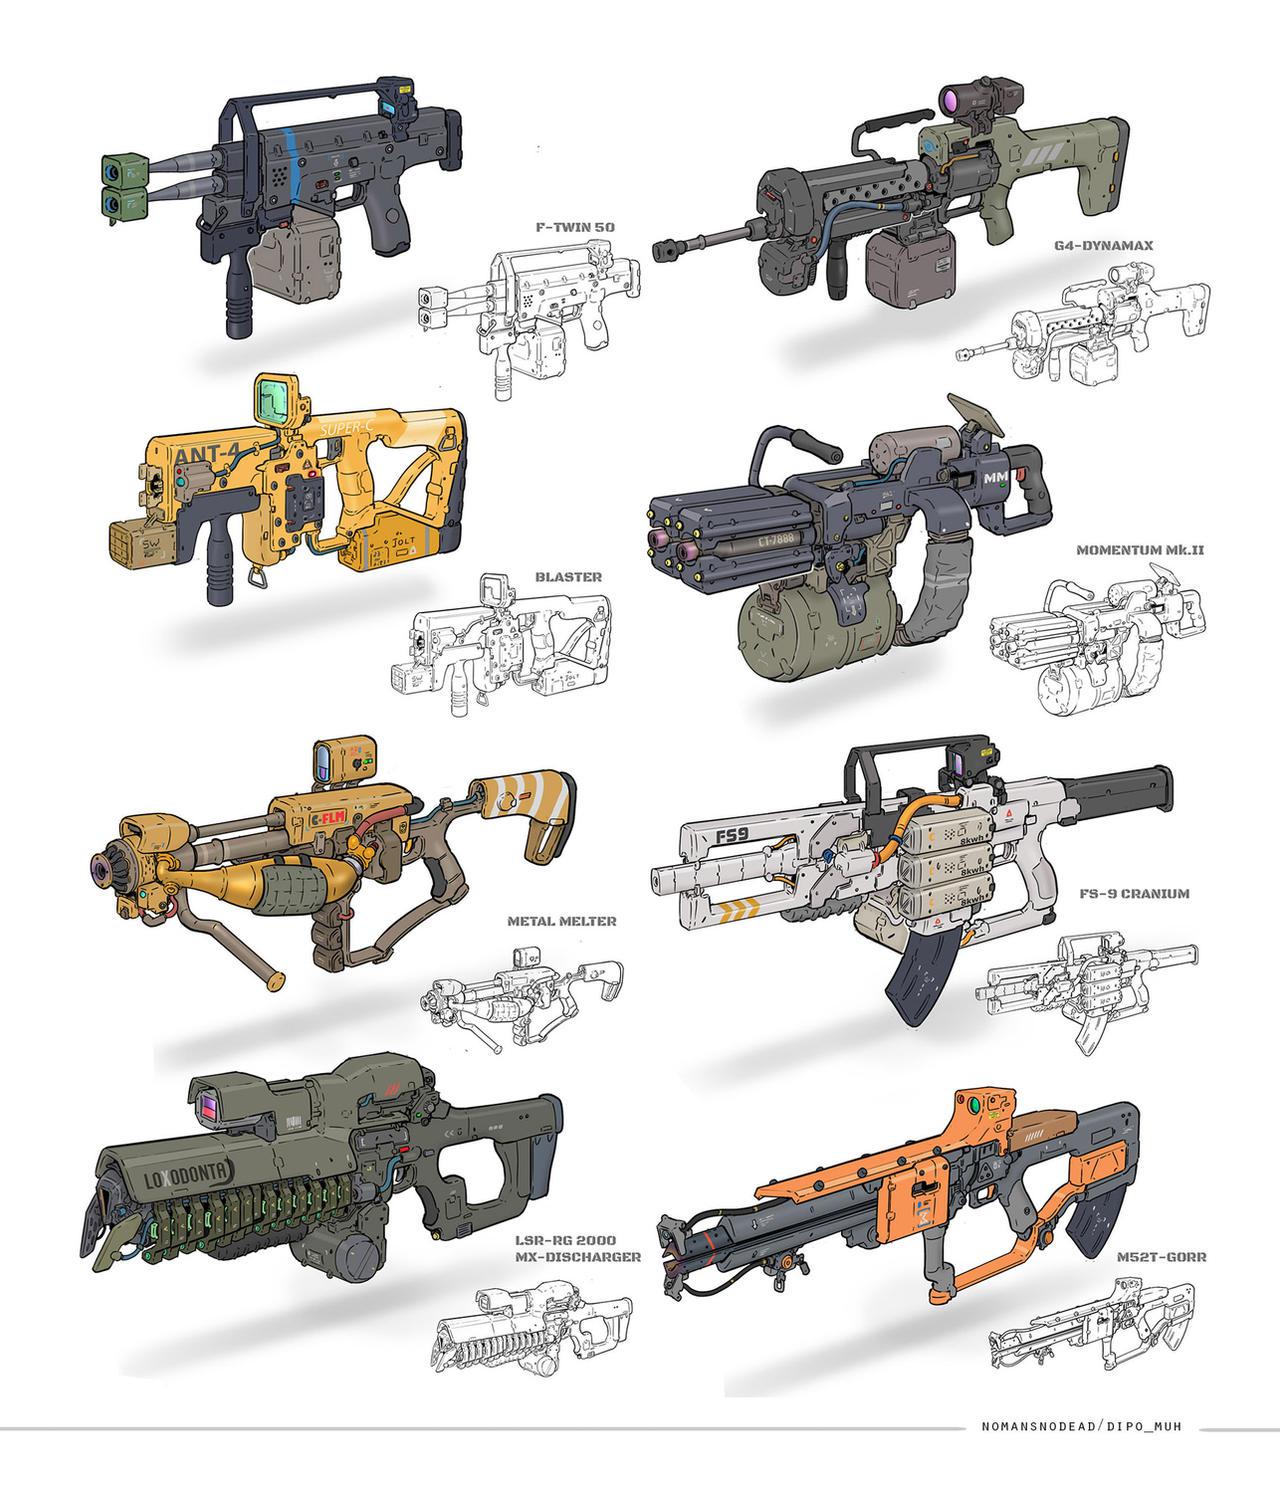 F-TWIN 50
G4-DYNAMAX
ANT-4
SUPER-C
SW
JOLT
BLASTER
MM
CT-7888
MOMENTUM Mk.II
C-FLM
METAL MELTER
FS9
8kwh
8kwh
8kwh
FS-9 CRANIUM
LOXODONTA
LSR-RG 2000
MX-DISCHARGER
M52T-GORR
NOMANSNODEAD/DIPO_MUH